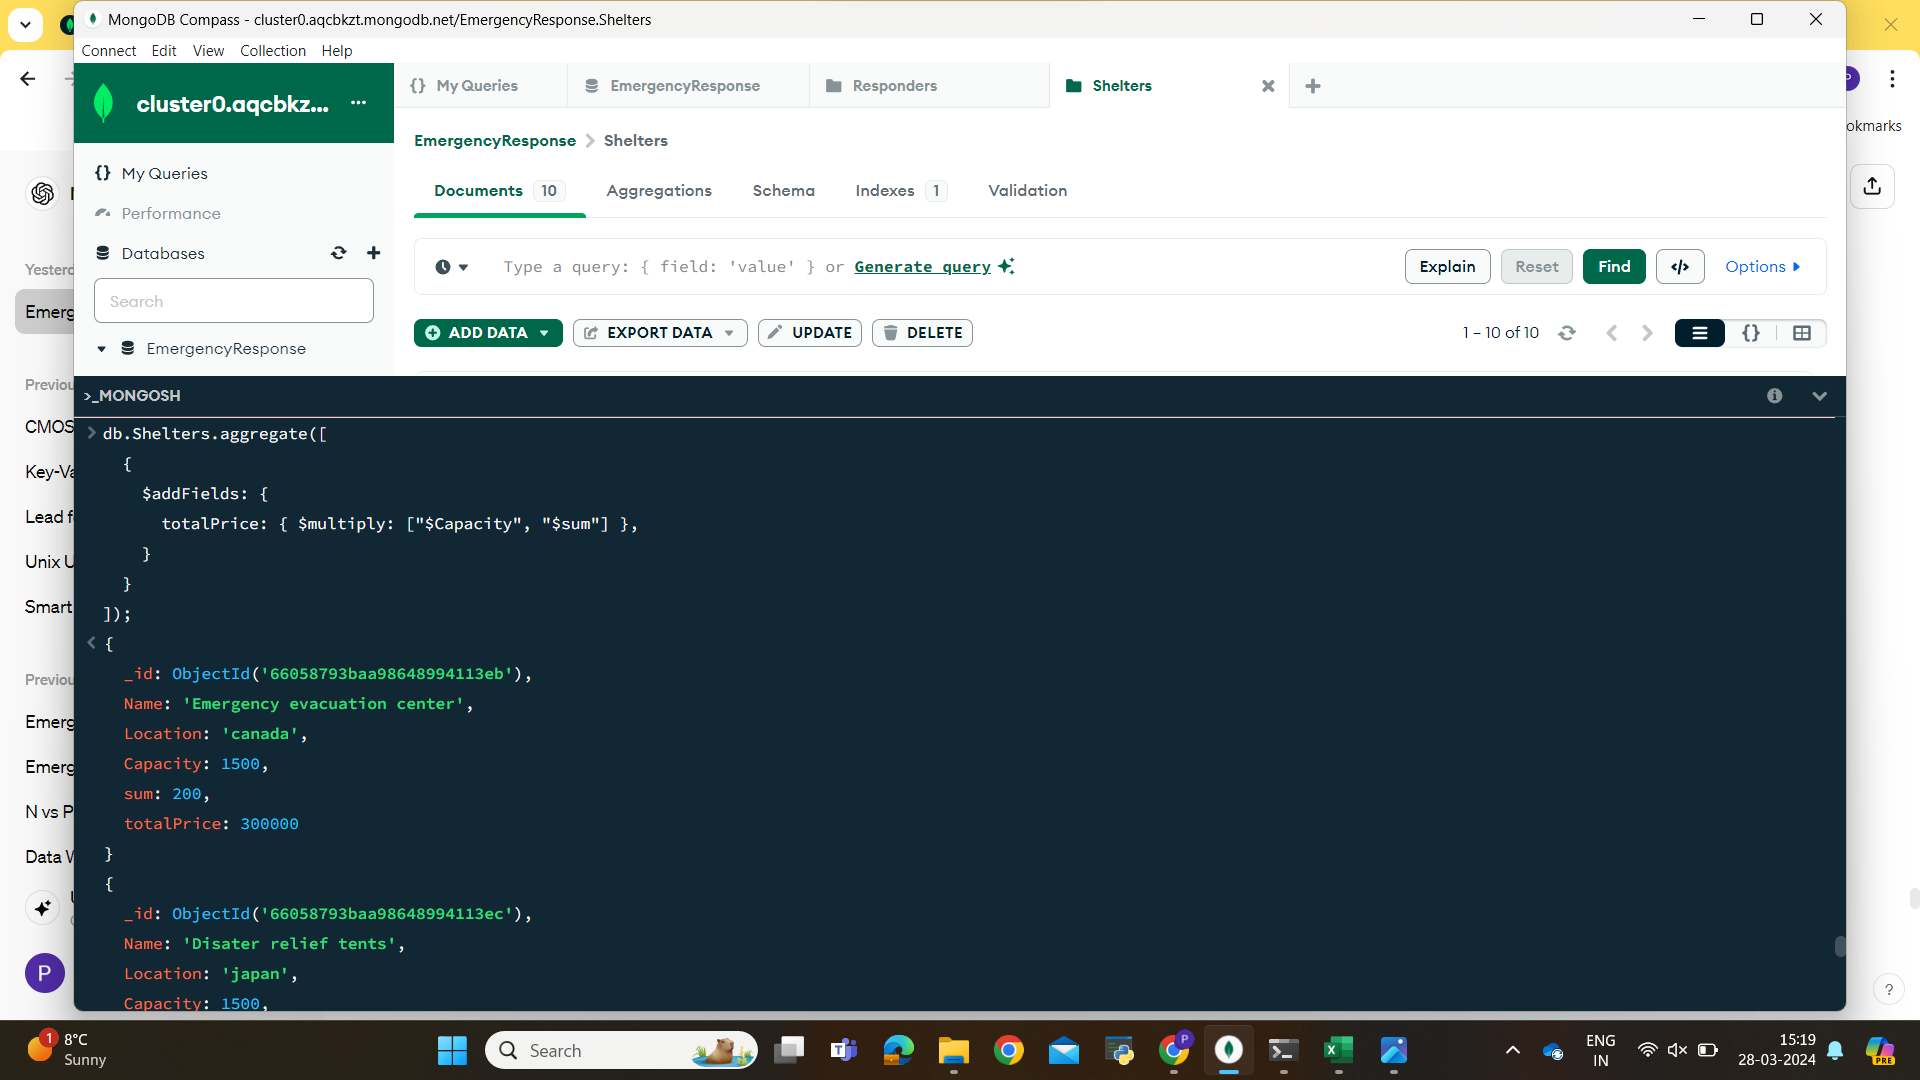 MongoDB Compass - cluster0.aqcbkzt.mongodb.net/EmergencyResponse.Shelters
Connect Edit View Collection Help
cluster0.aqcbkz... ...
{} My Queries
EmergencyResponse
Responders
Shelters
okmarks
EmergencyResponse > Shelters
My Queries
Performance
Databases
Search
EmergencyResponse
Documents 10
Aggregations
Schema
Indexes 1
Validation
Type a query: { field: 'value' } or Generate query
Explain
Reset
Find
</>
Options
ADD DATA
EXPORT DATA
UPDATE
DELETE
1 – 10 of 10
{}
Yesterd
Emerg
Previou
CMOS
Key-Va
Lead f
Unix U
Smart
Previou
Emerg
Emerg
N vs P
Data W
P
>_MONGOSH
> db.Shelters.aggregate([
{
$addFields: {
totalPrice: { $multiply: ["$Capacity", "$sum"] },
}
}
]);
< {
_id: ObjectId('66058793baa98648994113eb'),
Name: 'Emergency evacuation center',
Location: 'canada',
Capacity: 1500,
sum: 200,
totalPrice: 300000
}
{
_id: ObjectId('66058793baa98648994113ec'),
Name: 'Disater relief tents',
Location: 'japan',
Capacity: 1500,
?
1
8°C
Sunny
Search
P
ENG
IN
15:19
28-03-2024
PRE